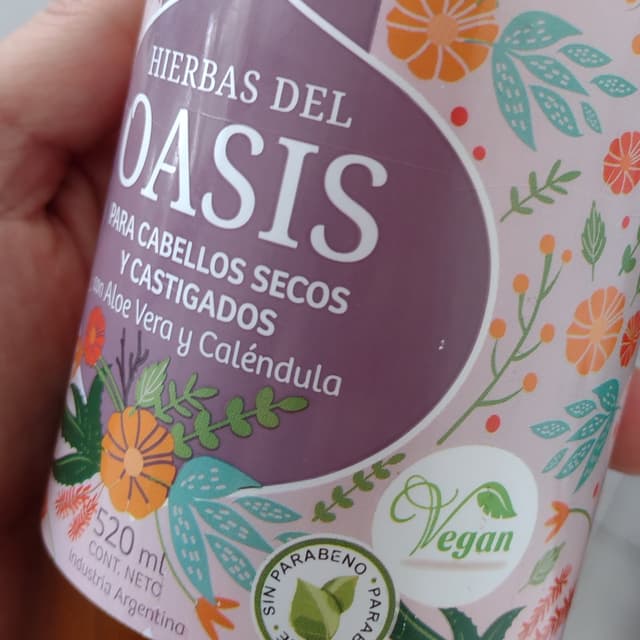 HIERBAS DEL
OASIS
PARA CABELLOS SECOS
Y CASTIGADOS
con Aloe Vera y Caléndula
520 ml
CONT. NETO
Industria Argentina
SIN PARABENO
Vegan